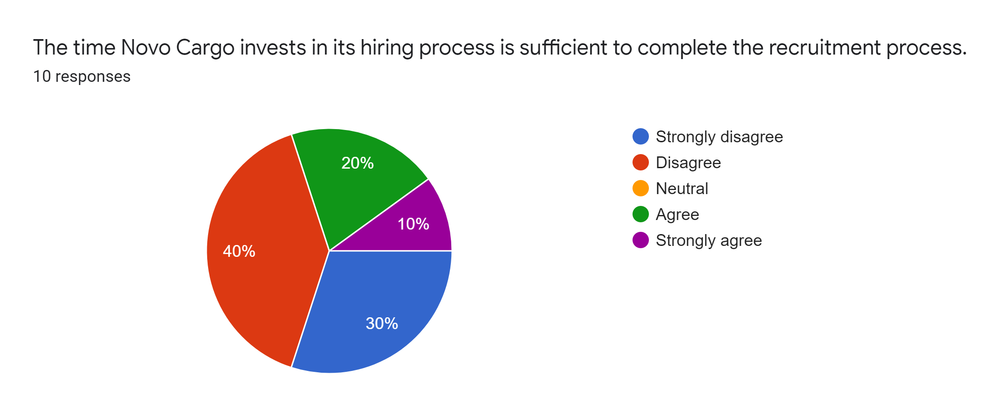 The time Novo Cargo invests in its hiring process is sufficient to complete the recruitment process.
10 responses
20%
10%
40%
30%
Strongly disagree
Disagree
Neutral
Agree
Strongly agree